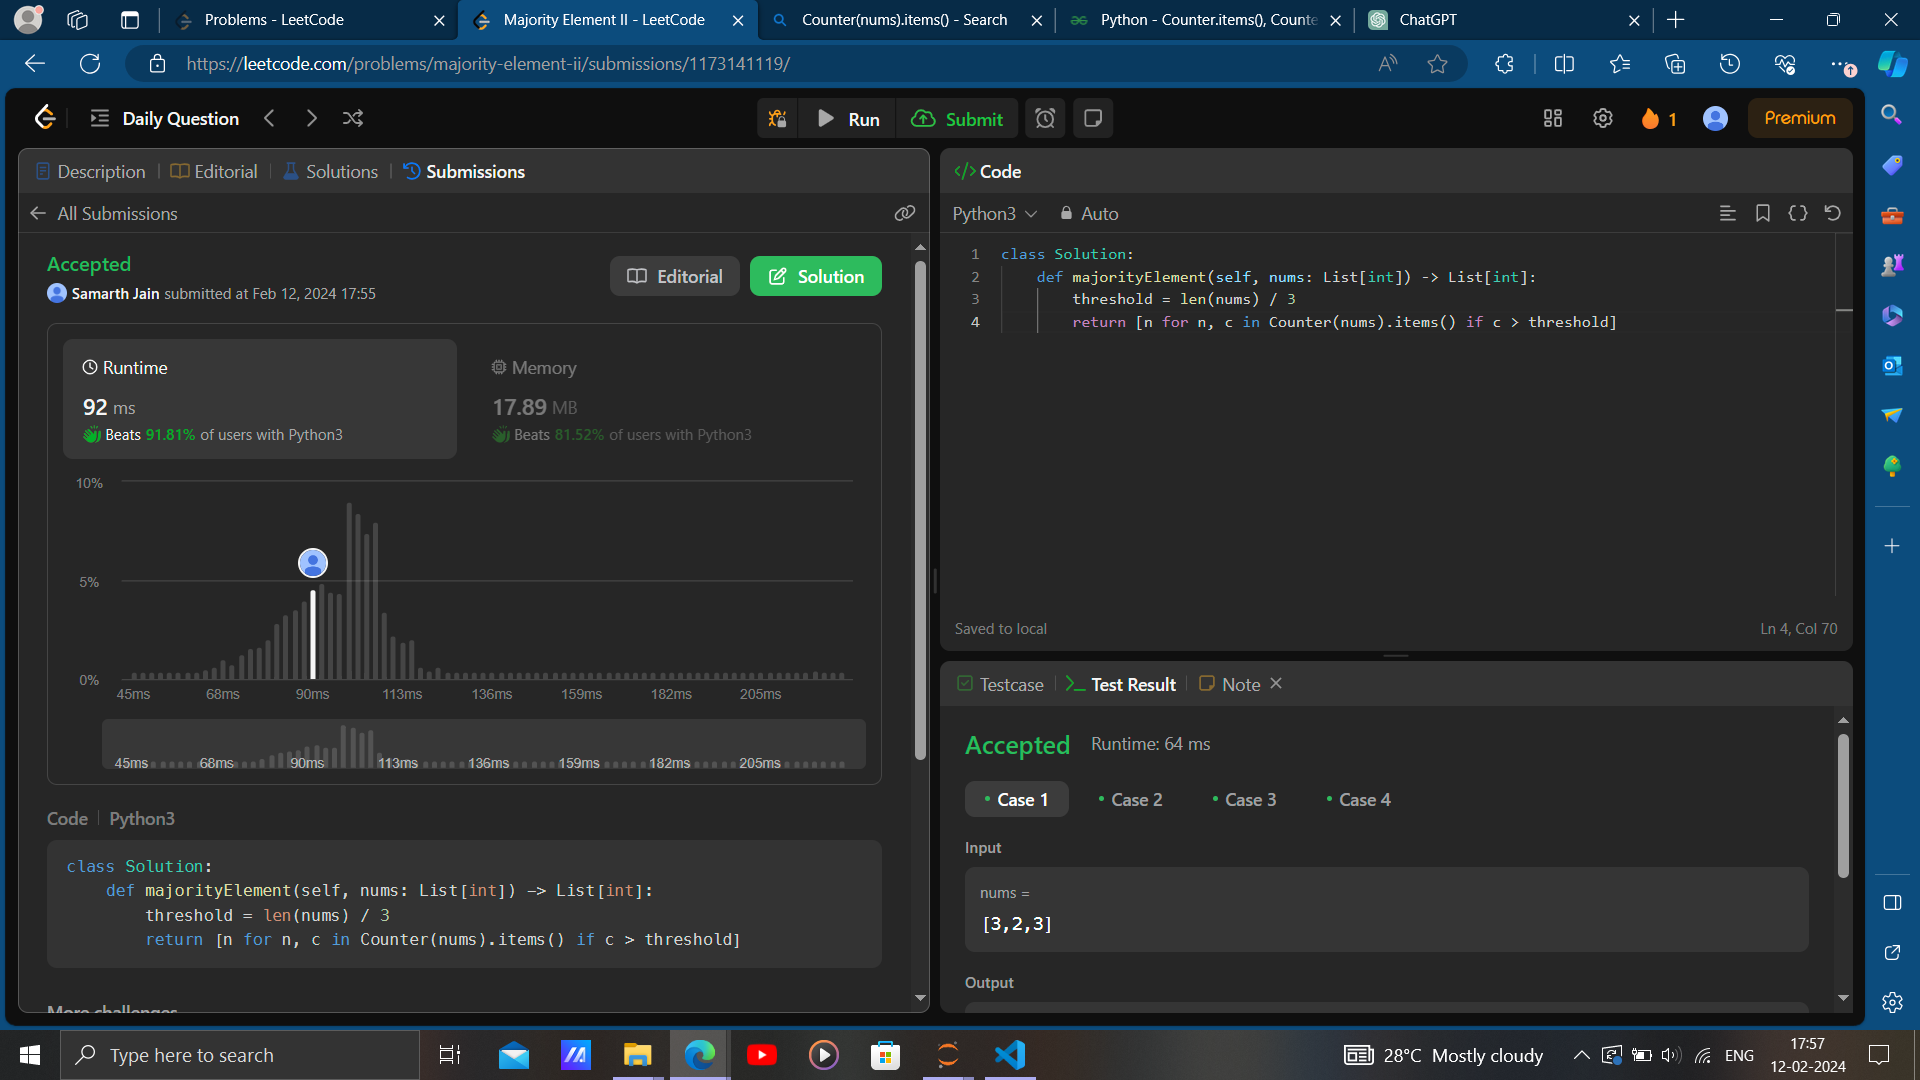 Problems - LeetCode
Majority Element II - LeetCode
Counter(nums).items() - Search
Python - Counter.items(), Counte
ChatGPT
https://leetcode.com/problems/majority-element-ii/submissions/1173141119/
Daily Question
Run
Submit
1
Premium
Description
Editorial
Solutions
Submissions
All Submissions
Accepted
Samarth Jain submitted at Feb 12, 2024 17:55
Editorial
Solution
Runtime
92 ms
Beats 91.81% of users with Python3
Memory
17.89 MB
Beats 81.52% of users with Python3
10%
5%
0%
45ms 68ms 90ms 113ms 136ms 159ms 182ms 205ms
45ms 68ms 90ms 113ms 136ms 159ms 182ms 205ms
Code Python3
class Solution:
def majorityElement(self, nums: List[int]) -> List[int]:
threshold = len(nums) / 3
return [n for n, c in Counter(nums).items() if c > threshold]
More challenges
Code
Python3
Auto
1 class Solution:
2 def majorityElement(self, nums: List[int]) -> List[int]:
3 threshold = len(nums) / 3
4 return [n for n, c in Counter(nums).items() if c > threshold]
Saved to local
Ln 4, Col 70
Testcase
Test Result
Note
Accepted Runtime: 64 ms
Case 1
Case 2
Case 3
Case 4
Input
nums =
[3,2,3]
Output
Type here to search
28°C Mostly cloudy
ENG
17:57
12-02-2024